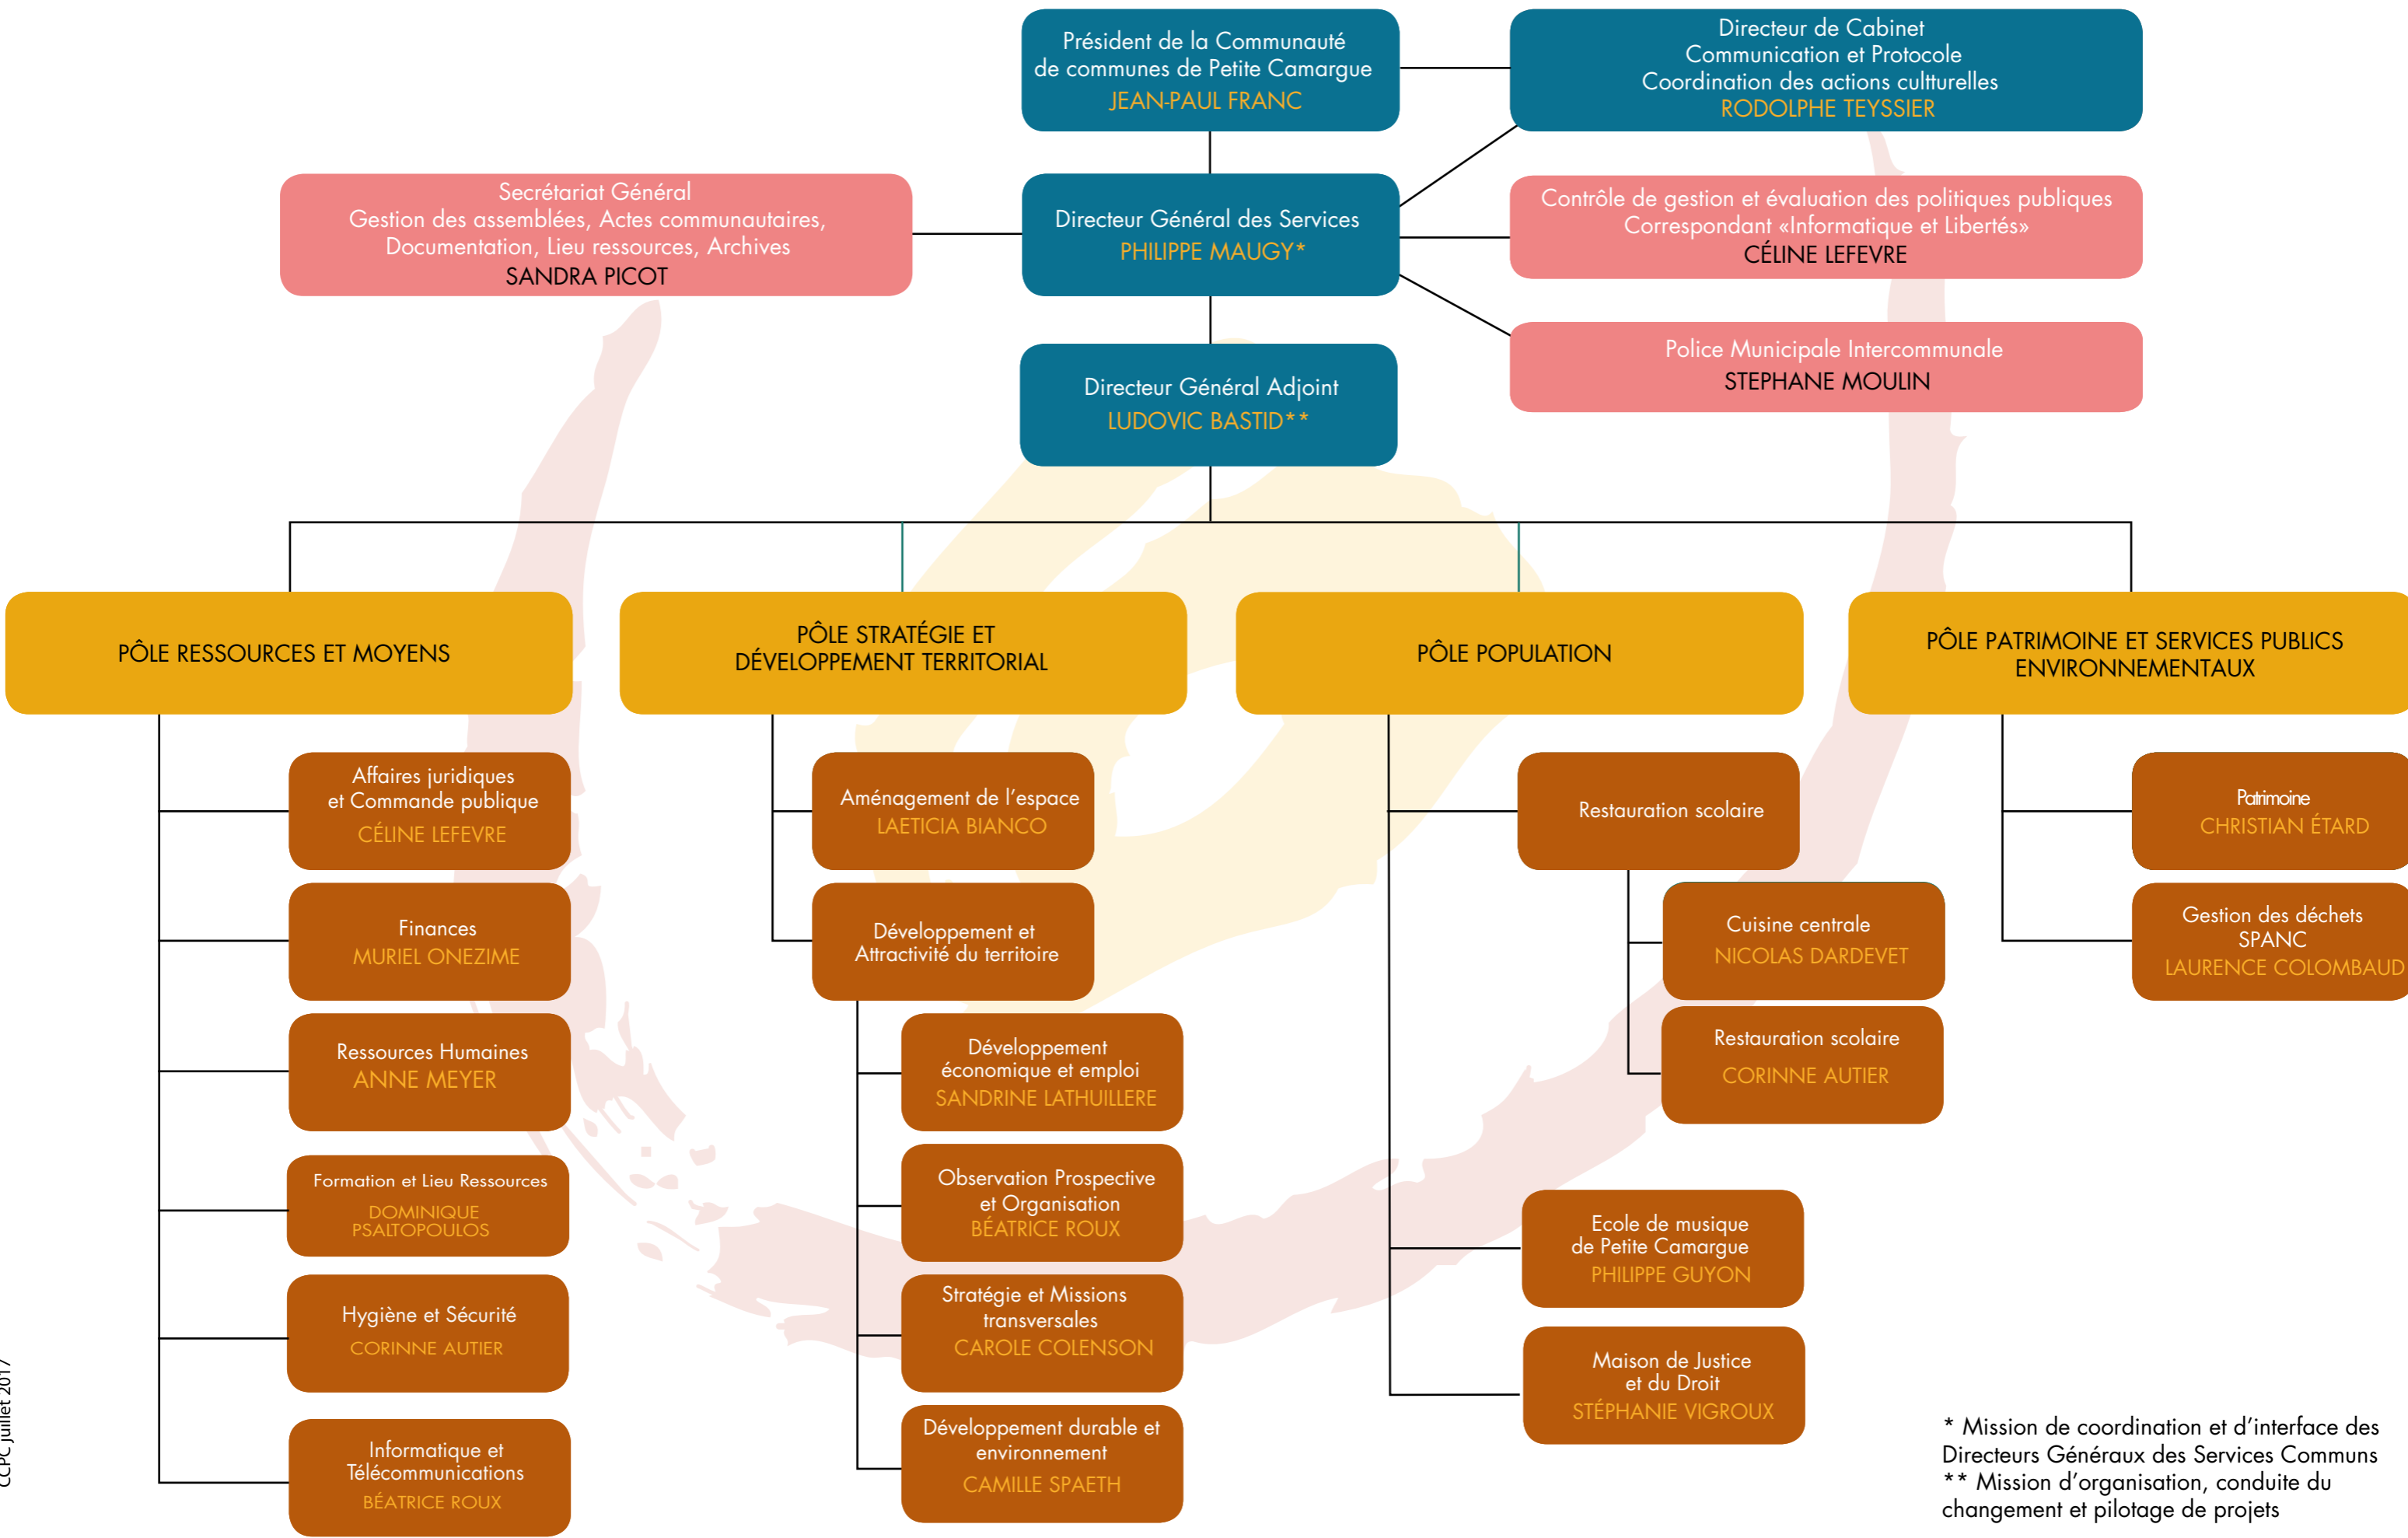 Président de la Communauté
de communes de Petite Camargue
JEAN-PAUL FRANC
Directeur de Cabinet
Communication et Protocole
Coordination des actions cultturelles
RODOLPHE TEYSSIER
Secrétariat Général
Gestion des assemblées, Actes communautaires,
Documentation, Lieu ressources, Archives
SANDRA PICOT
Directeur Général des Services
PHILIPPE MAUGY*
Contrôle de gestion et évaluation des politiques publiques
Correspondant «Informatique et Libertés»
CÉLINE LEFEVRE
Police Municipale Intercommunale
STEPHANE MOULIN
Directeur Général Adjoint
LUDOVIC BASTID**
PÔLE RESSOURCES ET MOYENS
Affaires juridiques
et Commande publique
CÉLINE LEFEVRE
Finances
MURIEL ONEZIME
Ressources Humaines
ANNE MEYER
Formation et Lieu Ressources
DOMINIQUE
PSALTOPOULOS
Hygiène et Sécurité
CORINNE AUTIER
Informatique et
Télécommunications
BÉATRICE ROUX
PÔLE STRATÉGIE ET
DÉVELOPPEMENT TERRITORIAL
Aménagement de l'espace
LAETICIA BIANCO
Développement et
Attractivité du territoire
Développement
économique et emploi
SANDRINE LATHUILLERE
Observation Prospective
et Organisation
BÉATRICE ROUX
Stratégie et Missions
transversales
CAROLE COLENSON
Développement durable et
environnement
CAMILLE SPAETH
PÔLE POPULATION
Restauration scolaire
Cuisine centrale
NICOLAS DARDEVET
Restauration scolaire
CORINNE AUTIER
Ecole de musique
de Petite Camargue
PHILIPPE GUYON
Maison de Justice
et du Droit
STÉPHANIE VIGROUX
PÔLE PATRIMOINE ET SERVICES PUBLICS
ENVIRONNEMENTAUX
Patrimoine
CHRISTIAN ÉTARD
Gestion des déchets
SPANC
LAURENCE COLOMBAUD
* Mission de coordination et d'interface des
Directeurs Généraux des Services Communs
** Mission d'organisation, conduite du
changement et pilotage de projets
CCPC juillet 2017